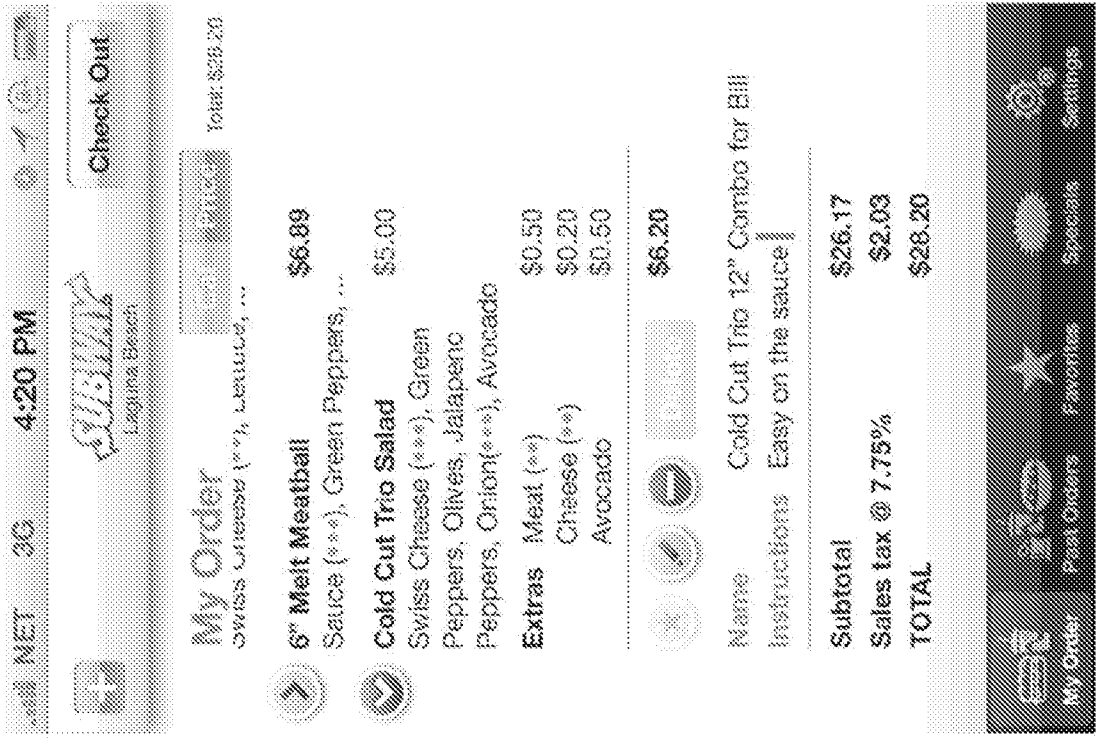 NET 3G 4:20 PM
SUBWAY
Laguna Beach
Check Out
My Order
Total: $28.20
Swiss Cheese (**), Lettuce, ...
6" Melt Meatball $6.89
Sauce (***), Green Peppers, ...
Cold Cut Trio Salad $5.00
Swiss Cheese (***), Green
Peppers, Olives, Jalapeno
Peppers, Onion(***), Avocado
Extras Meat (**) $0.50
Cheese (**) $0.20
Avocado $0.50
$6.20
Name Cold Cut Trio 12" Combo for Bill
Instructions Easy on the sauce
Subtotal $26.17
Sales tax @ 7.75% $2.03
TOTAL $28.20
My Order Past Orders Favorites Specials Settings